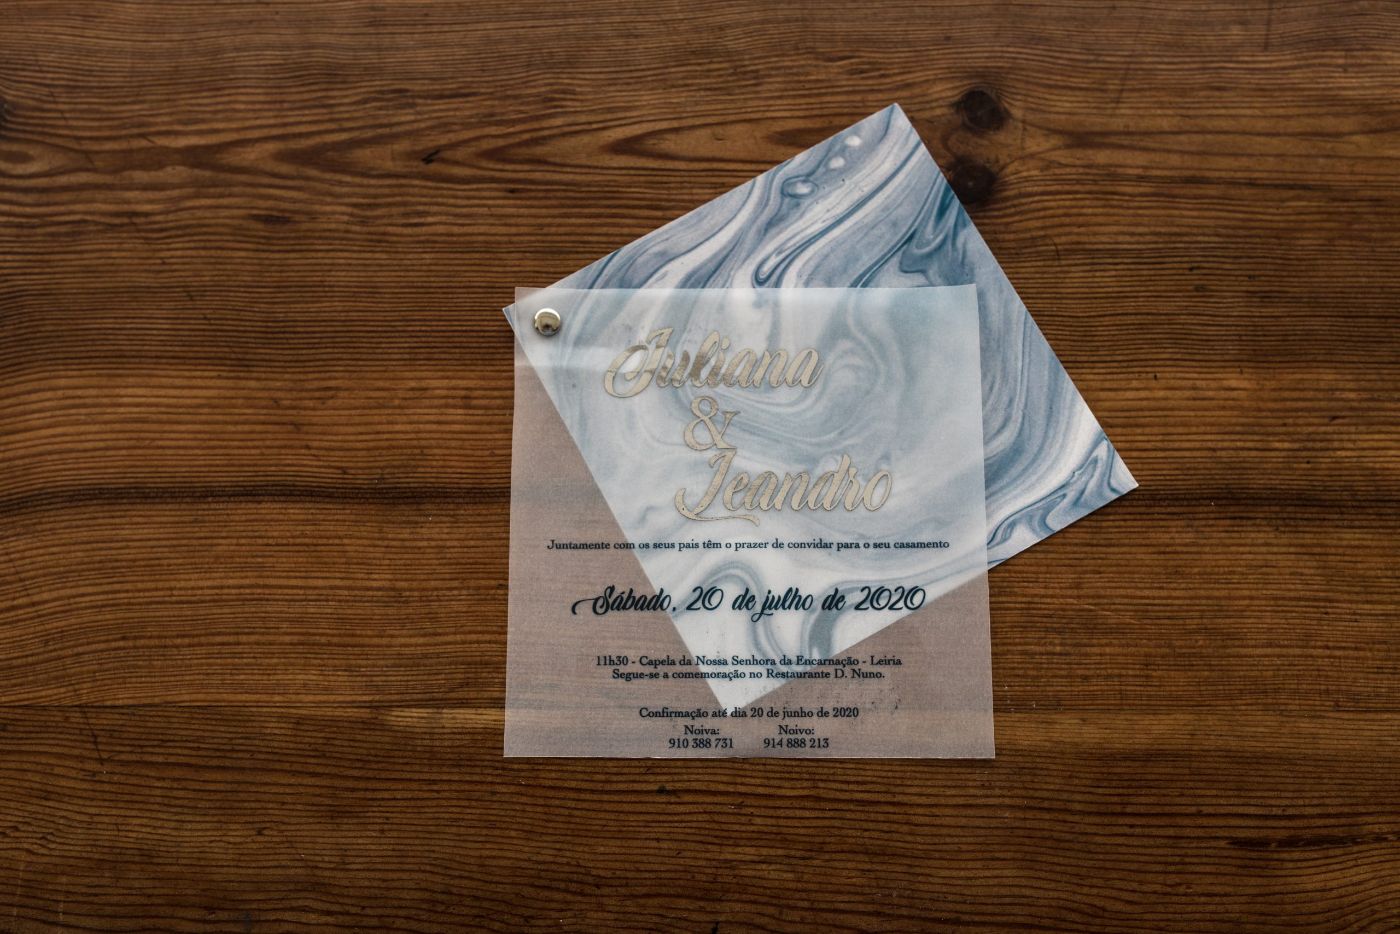 Juliana
&
Leandro
Juntamente com os seus pais têm o prazer de convidar para o seu casamento
Sábado, 20 de julho de 2020
11h30 - Capela da Nossa Senhora da Encarnação - Leiria
Segue-se a comemoração no Restaurante D. Nuno.
Confirmação até dia 20 de junho de 2020
Noiva: Noivo:
910 388 731 914 888 213